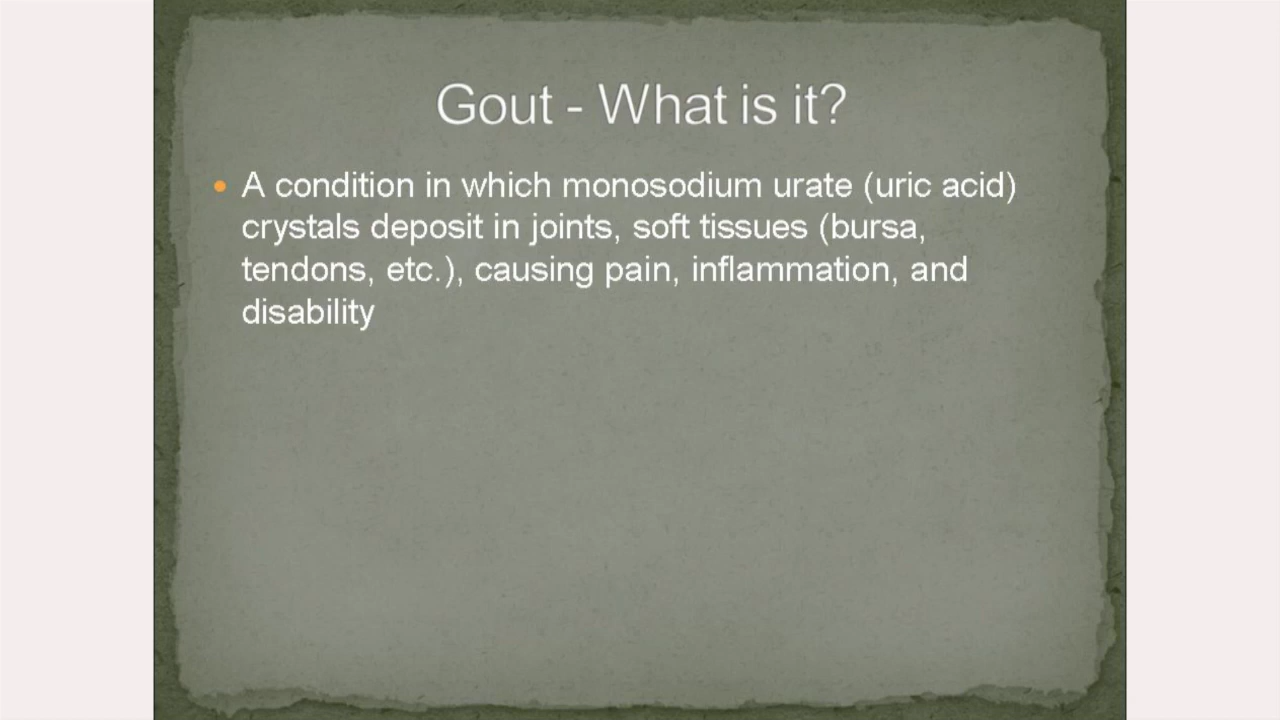 Gout - What is it?
A condition in which monosodium urate (uric acid)
crystals deposit in joints, soft tissues (bursa,
tendons, etc.), causing pain, inflammation, and
disability